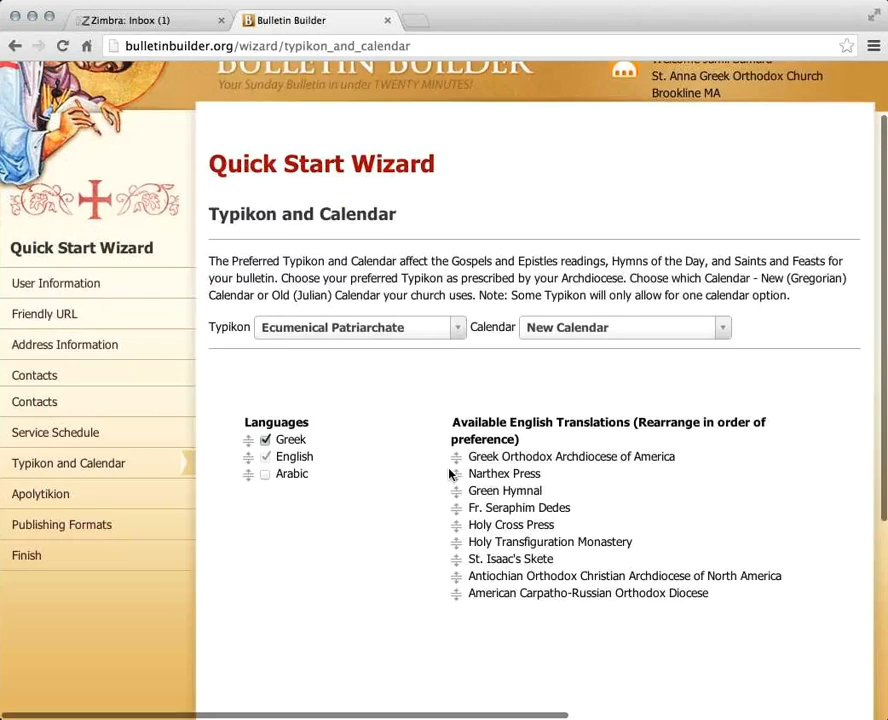 Zimbra: Inbox (1)
Bulletin Builder
bulletinbuilder.org/wizard/typikon_and_calendar
BULLETIN BUILDER
Your Sunday Bulletin in under TWENTY MINUTES!
St. Anna Greek Orthodox Church
Brookline MA
Quick Start Wizard
User Information
Friendly URL
Address Information
Contacts
Contacts
Service Schedule
Typikon and Calendar
Apolytikion
Publishing Formats
Finish
Quick Start Wizard
Typikon and Calendar
The Preferred Typikon and Calendar affect the Gospels and Epistles readings, Hymns of the Day, and Saints and Feasts for
your bulletin. Choose your preferred Typikon as prescribed by your Archdiocese. Choose which Calendar - New (Gregorian)
Calendar or Old (Julian) Calendar your church uses. Note: Some Typikon will only allow for one calendar option.
Typikon Ecumenical Patriarchate Calendar New Calendar
Languages
Greek
English
Arabic
Available English Translations (Rearrange in order of
preference)
Greek Orthodox Archdiocese of America
Narthex Press
Green Hymnal
Fr. Seraphim Dedes
Holy Cross Press
Holy Transfiguration Monastery
St. Isaac's Skete
Antiochian Orthodox Christian Archdiocese of North America
American Carpatho-Russian Orthodox Diocese